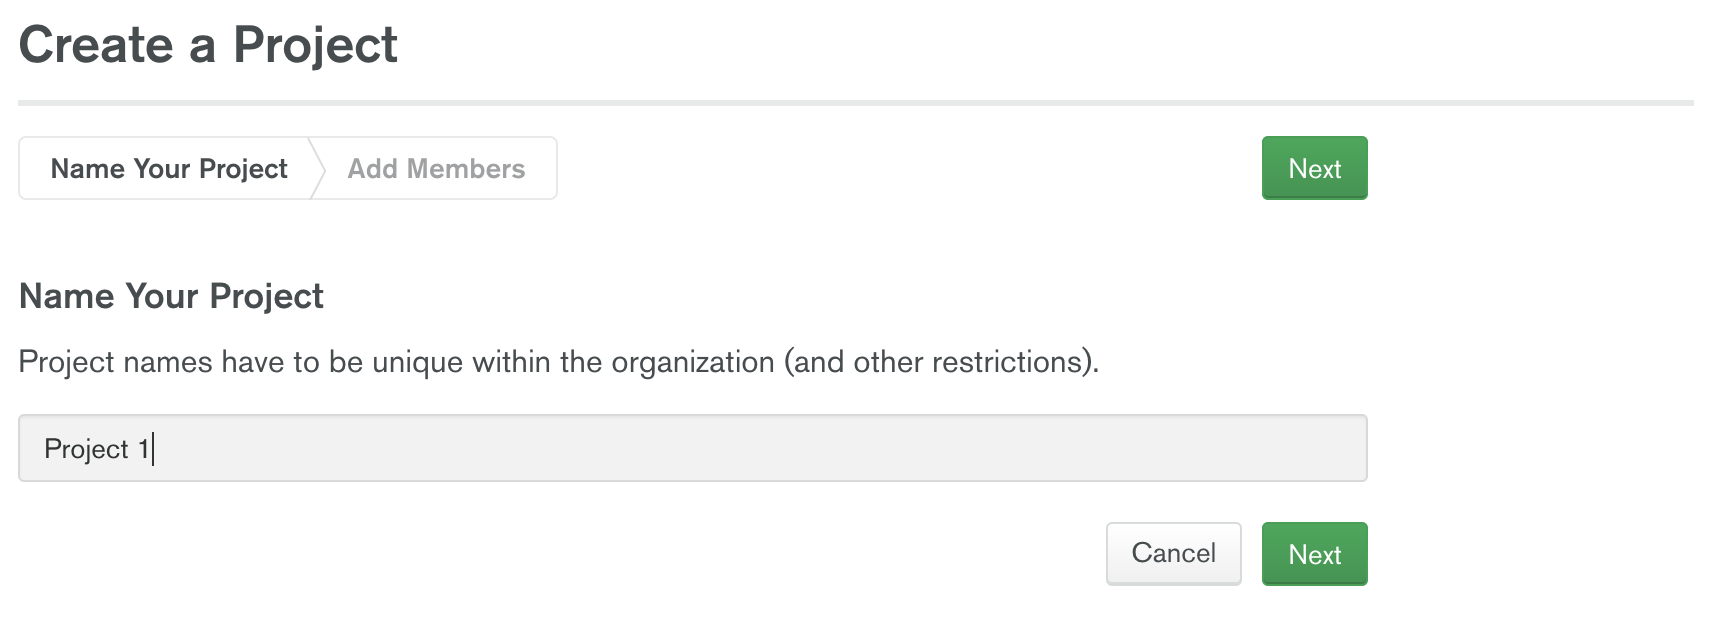 Create a Project
Name Your Project
Add Members
Next
Name Your Project
Project names have to be unique within the organization (and other restrictions).
Project 1
Cancel
Next